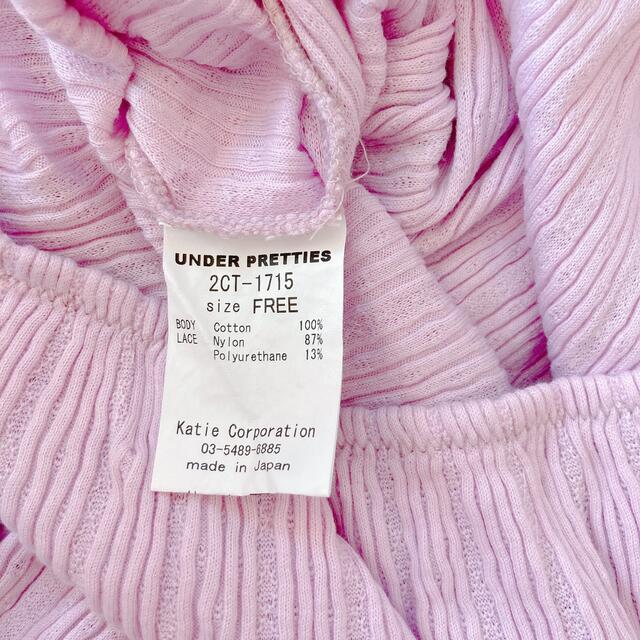 UNDER PRETTIES
2CT-1715
size FREE
BODY Cotton 100%
LACE Nylon 87%
Polyurethane 13%
Katie Corporation
03-5489-6885
made in Japan